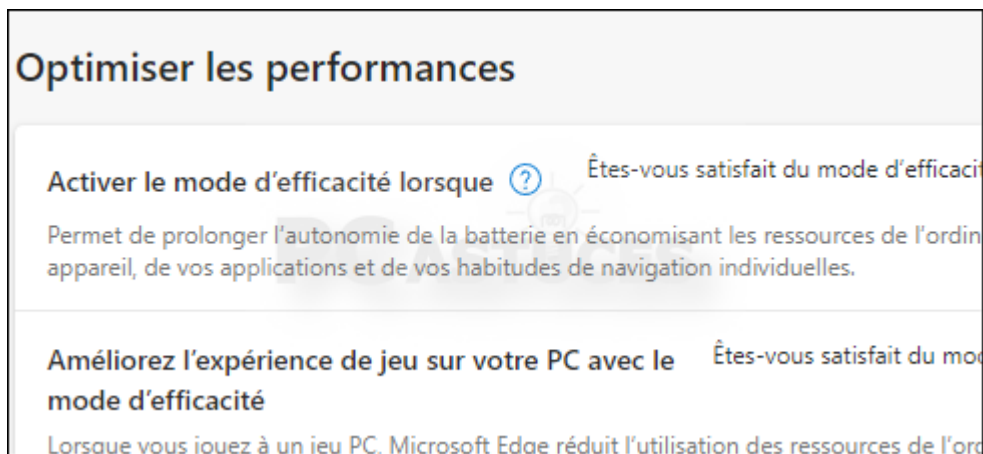 Optimiser les performances
Activer le mode d'efficacité lorsque ? Êtes-vous satisfait du mode d'efficacit
Permet de prolonger l'autonomie de la batterie en économisant les ressources de l'ordin
appareil, de vos applications et de vos habitudes de navigation individuelles.
PC ASTUCES
Améliorez l'expérience de jeu sur votre PC avec le Êtes-vous satisfait du mod
mode d'efficacité
Lorsque vous jouez à un jeu PC, Microsoft Edge réduit l'utilisation des ressources de l'ord